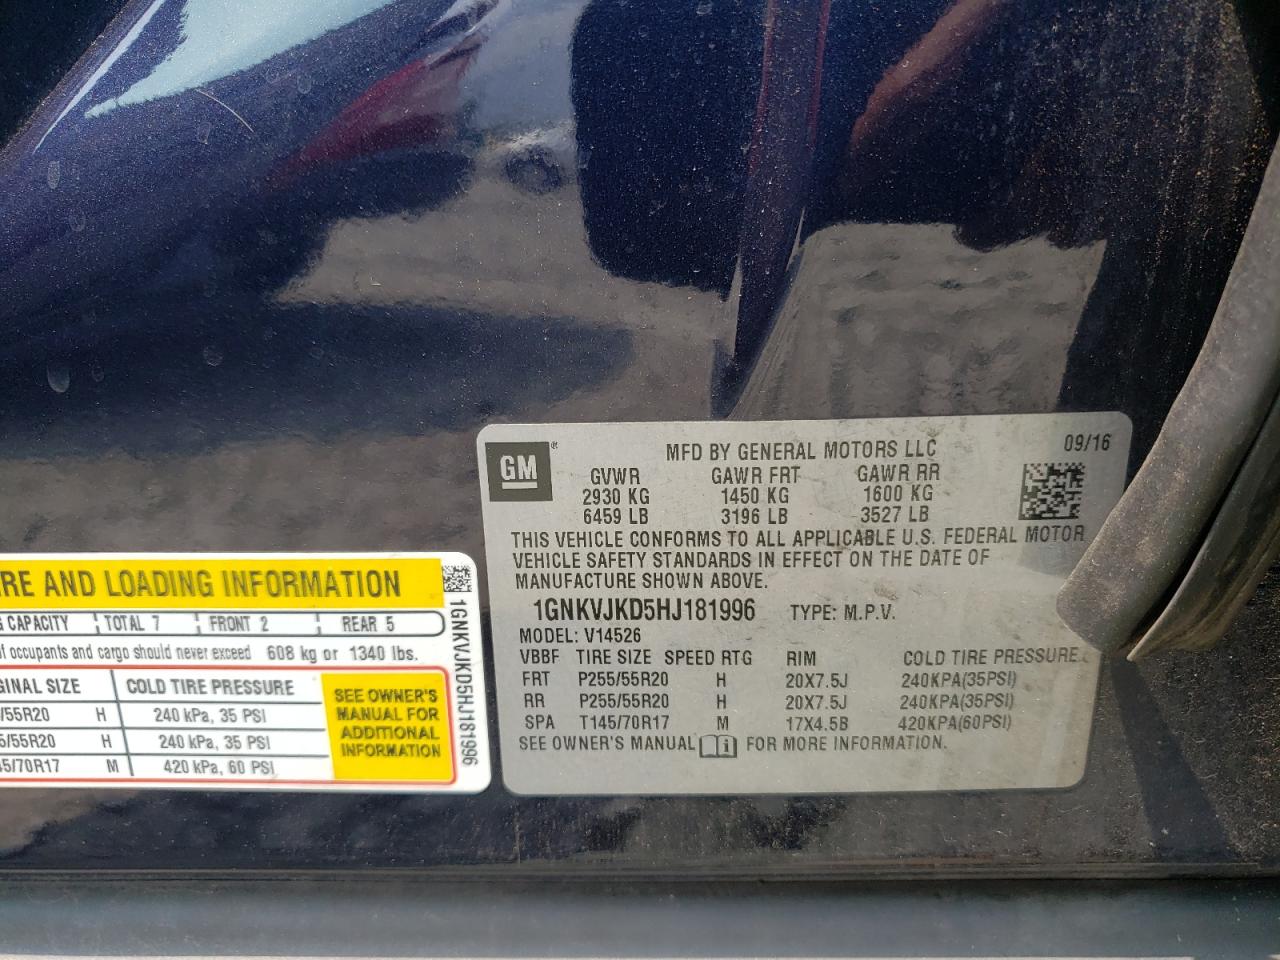 RE AND LOADING INFORMATION
G CAPACITY TOTAL 7 FRONT 2 REAR 5
of occupants and cargo should never exceed 608 kg or 1340 lbs.
GINAL SIZE COLD TIRE PRESSURE
/55R20 H 240 kPa, 35 PSI
5/55R20 H 240 kPa, 35 PSI
45/70R17 M 420 kPa, 60 PSI
SEE OWNER'S
MANUAL FOR
ADDITIONAL
INFORMATION
1GNKVJKD5HJ181996
GM®
MFD BY GENERAL MOTORS LLC 09/16
GVWR GAWR FRT GAWR RR
2930 KG 1450 KG 1600 KG
6459 LB 3196 LB 3527 LB
THIS VEHICLE CONFORMS TO ALL APPLICABLE U.S. FEDERAL MOTOR
VEHICLE SAFETY STANDARDS IN EFFECT ON THE DATE OF
MANUFACTURE SHOWN ABOVE.
1GNKVJKD5HJ181996 TYPE: M.P.V.
MODEL: V14526
VBBF TIRE SIZE SPEED RTG RIM COLD TIRE PRESSURE
FRT P255/55R20 H 20X7.5J 240KPA(35PSI)
RR P255/55R20 H 20X7.5J 240KPA(35PSI)
SPA T145/70R17 M 17X4.5B 420KPA(60PSI)
SEE OWNER'S MANUAL i FOR MORE INFORMATION.